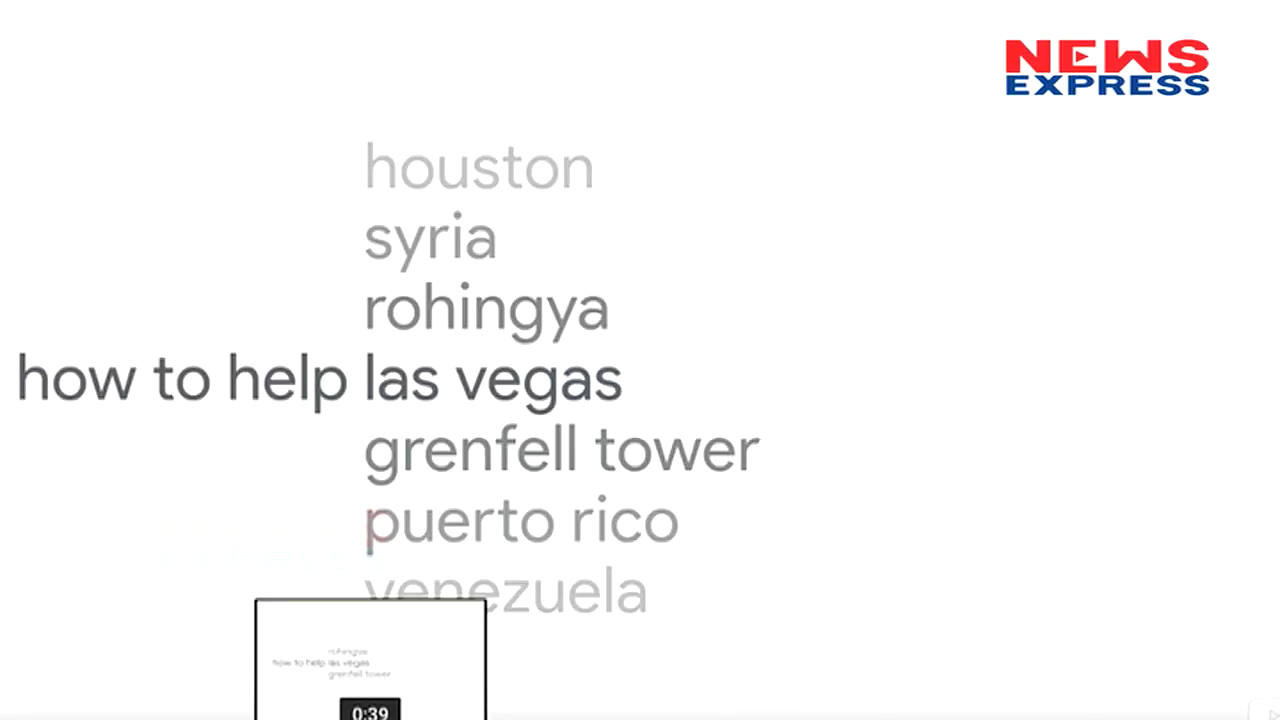 NEWS
EXPRESS
houston
syria
rohingya
how to help las vegas
grenfell tower
puerto rico
venezuela
rohingya
how to help las vegas
grenfell tower
0:39